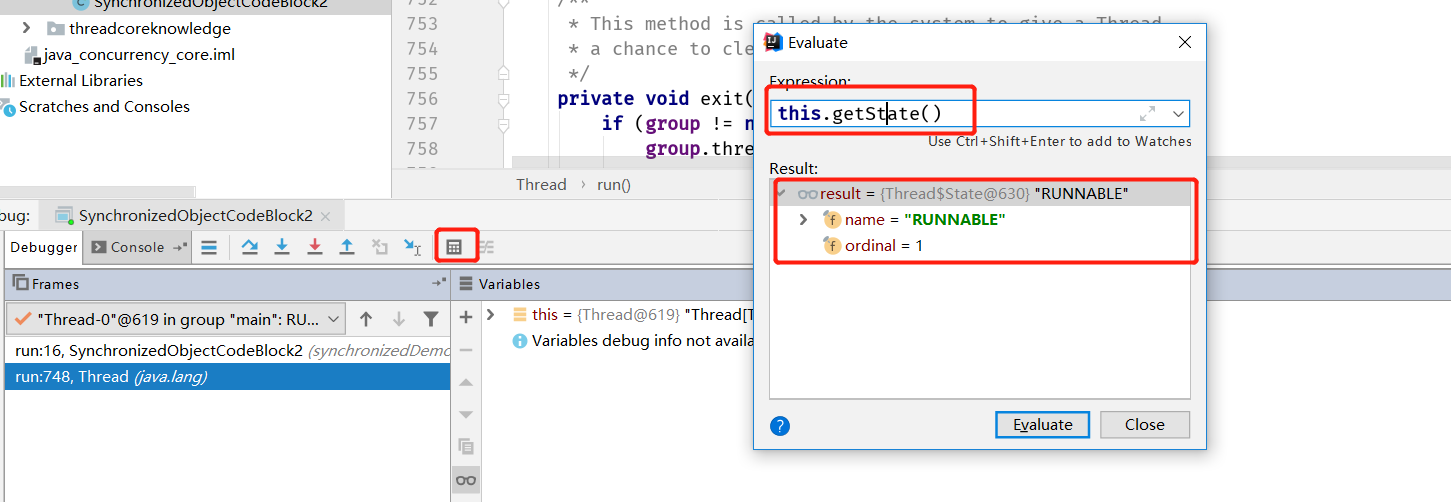 SynchronizedObjectCodeBlock2
threadcoreknowledge
java_concurrency_core.iml
External Libraries
Scratches and Consoles
752 /**
753 * This method is called by the system to give a Thread
754 * a chance to cle
755 */
756 private void exit(
757 if (group != n
758 group.thre
Thread › run()
Evaluate
Expression:
this.getState()
Use Ctrl+Shift+Enter to add to Watches
Result:
result = {Thread$State@630} "RUNNABLE"
name = "RUNNABLE"
ordinal = 1
Evaluate
Close
bug: SynchronizedObjectCodeBlock2
Debugger Console
Frames
Variables
"Thread-0"@619 in group "main": RU...
run:16, SynchronizedObjectCodeBlock2 (synchronizedDemo
run:748, Thread (java.lang)
this = {Thread@619} "Thread[T
Variables debug info not availa